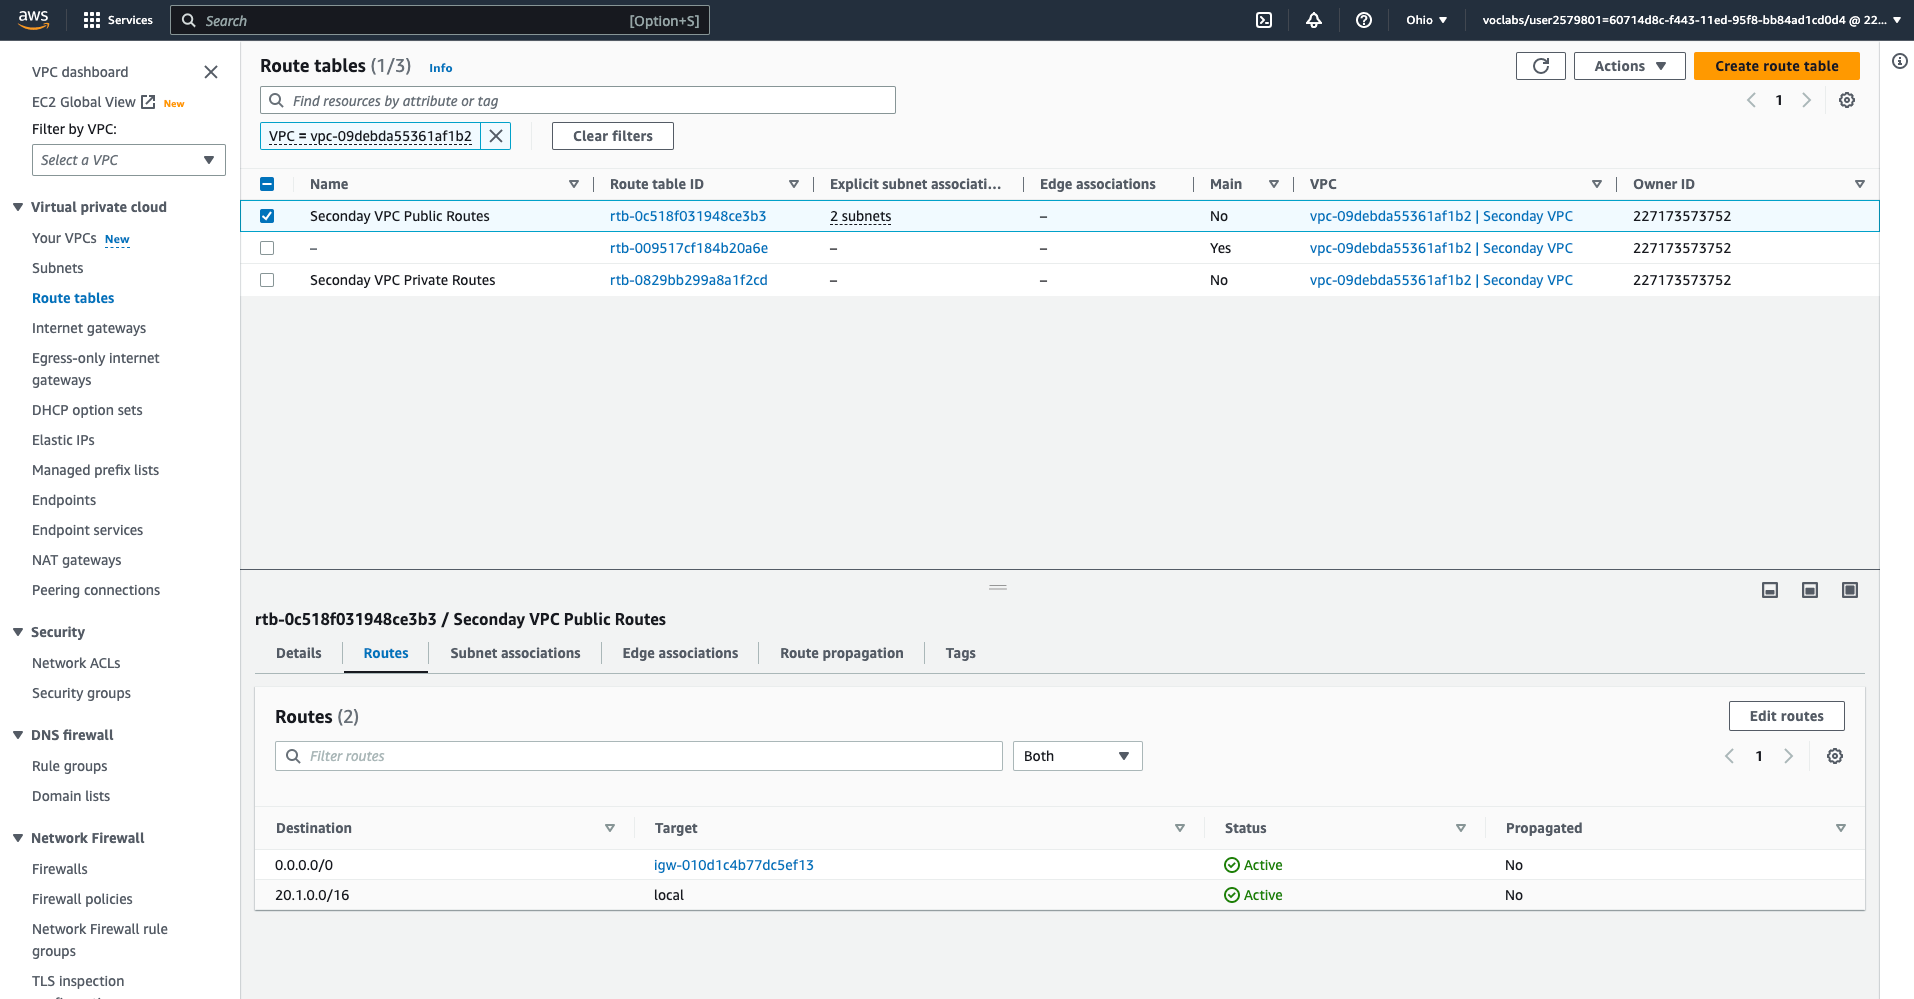 aws
Services
Search
[Option+S]
Ohio ▼
voclabs/user2579801=60714d8c-f443-11ed-95f8-bb84ad1cd0d4 @ 22... ▼
VPC dashboard
EC2 Global View New
Filter by VPC:
Select a VPC
Virtual private cloud
Your VPCs New
Subnets
Route tables
Internet gateways
Egress-only internet
gateways
DHCP option sets
Elastic IPs
Managed prefix lists
Endpoints
Endpoint services
NAT gateways
Peering connections
Security
Network ACLs
Security groups
DNS firewall
Rule groups
Domain lists
Network Firewall
Firewalls
Firewall policies
Network Firewall rule
groups
TLS inspection
Route tables (1/3) Info
Actions ▼
Create route table
Find resources by attribute or tag
1
VPC = vpc-09debda55361af1b2
Clear filters
Name Route table ID Explicit subnet associati... Edge associations Main VPC Owner ID
Seconday VPC Public Routes rtb-0c518f031948ce3b3 2 subnets – No vpc-09debda55361af1b2 | Seconday VPC 227173573752
– rtb-009517cf184b20a6e – – Yes vpc-09debda55361af1b2 | Seconday VPC 227173573752
Seconday VPC Private Routes rtb-0829bb299a8a1f2cd – – No vpc-09debda55361af1b2 | Seconday VPC 227173573752
rtb-0c518f031948ce3b3 / Seconday VPC Public Routes
Details Routes Subnet associations Edge associations Route propagation Tags
Routes (2)
Edit routes
Filter routes
Both
1
Destination Target Status Propagated
0.0.0.0/0 igw-010d1c4b77dc5ef13 Active No
20.1.0.0/16 local Active No